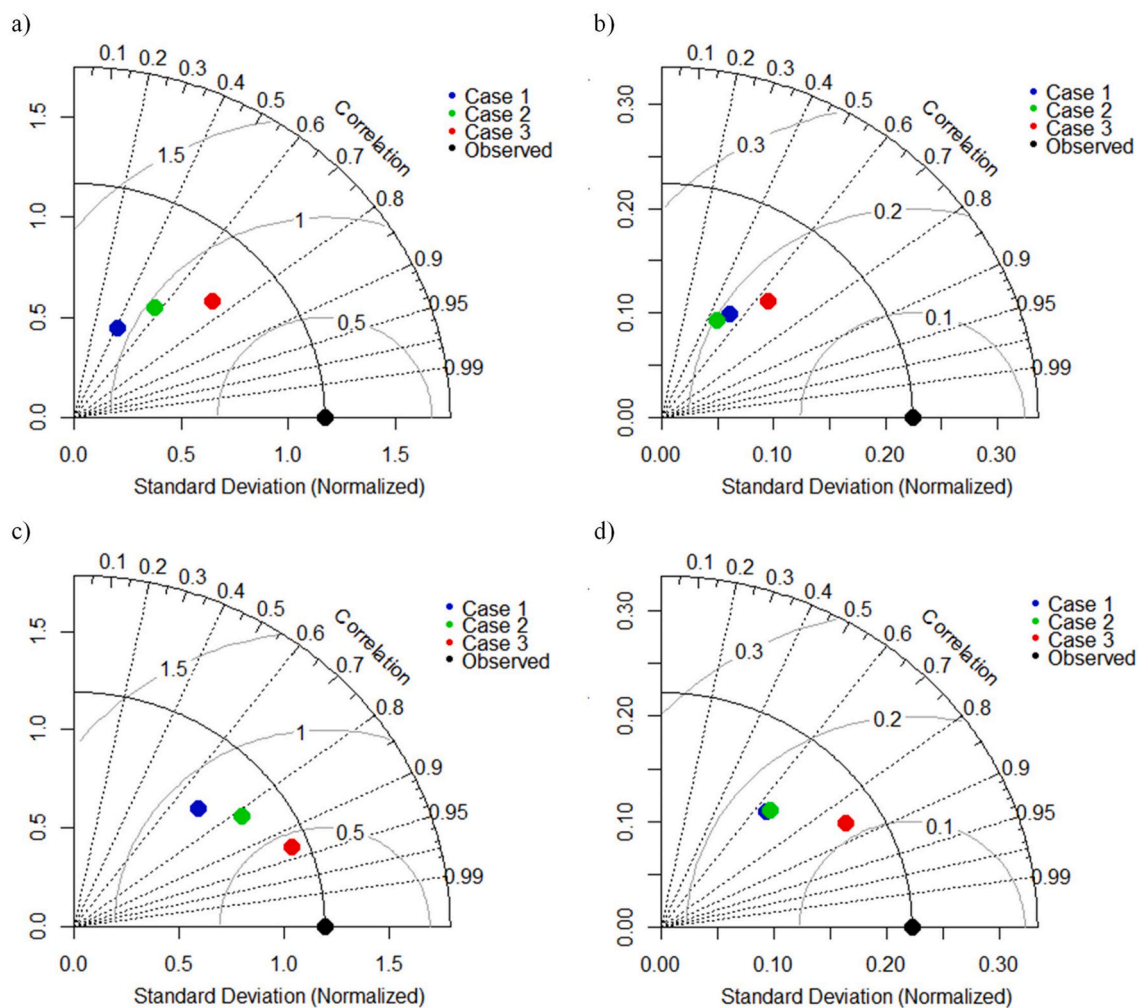 a)
0.1 0.2 0.3 0.4 0.5 0.6 0.7 0.8 0.9 0.95 0.99
Correlation
Case 1
Case 2
Case 3
Observed
1.5 1 0.5
1.5
1.0
0.5
0.0
0.0 0.5 1.0 1.5
Standard Deviation (Normalized)
b)
0.1 0.2 0.3 0.4 0.5 0.6 0.7 0.8 0.9 0.95 0.99
Correlation
Case 1
Case 2
Case 3
Observed
0.3 0.2 0.1
0.30
0.20
0.10
0.00
0.00 0.10 0.20 0.30
Standard Deviation (Normalized)
c)
0.1 0.2 0.3 0.4 0.5 0.6 0.7 0.8 0.9 0.95 0.99
Correlation
Case 1
Case 2
Case 3
Observed
1.5 1 0.5
1.5
1.0
0.5
0.0
0.0 0.5 1.0 1.5
Standard Deviation (Normalized)
d)
0.1 0.2 0.3 0.4 0.5 0.6 0.7 0.8 0.9 0.95 0.99
Correlation
Case 1
Case 2
Case 3
Observed
0.3 0.2 0.1
0.30
0.20
0.10
0.00
0.00 0.10 0.20 0.30
Standard Deviation (Normalized)